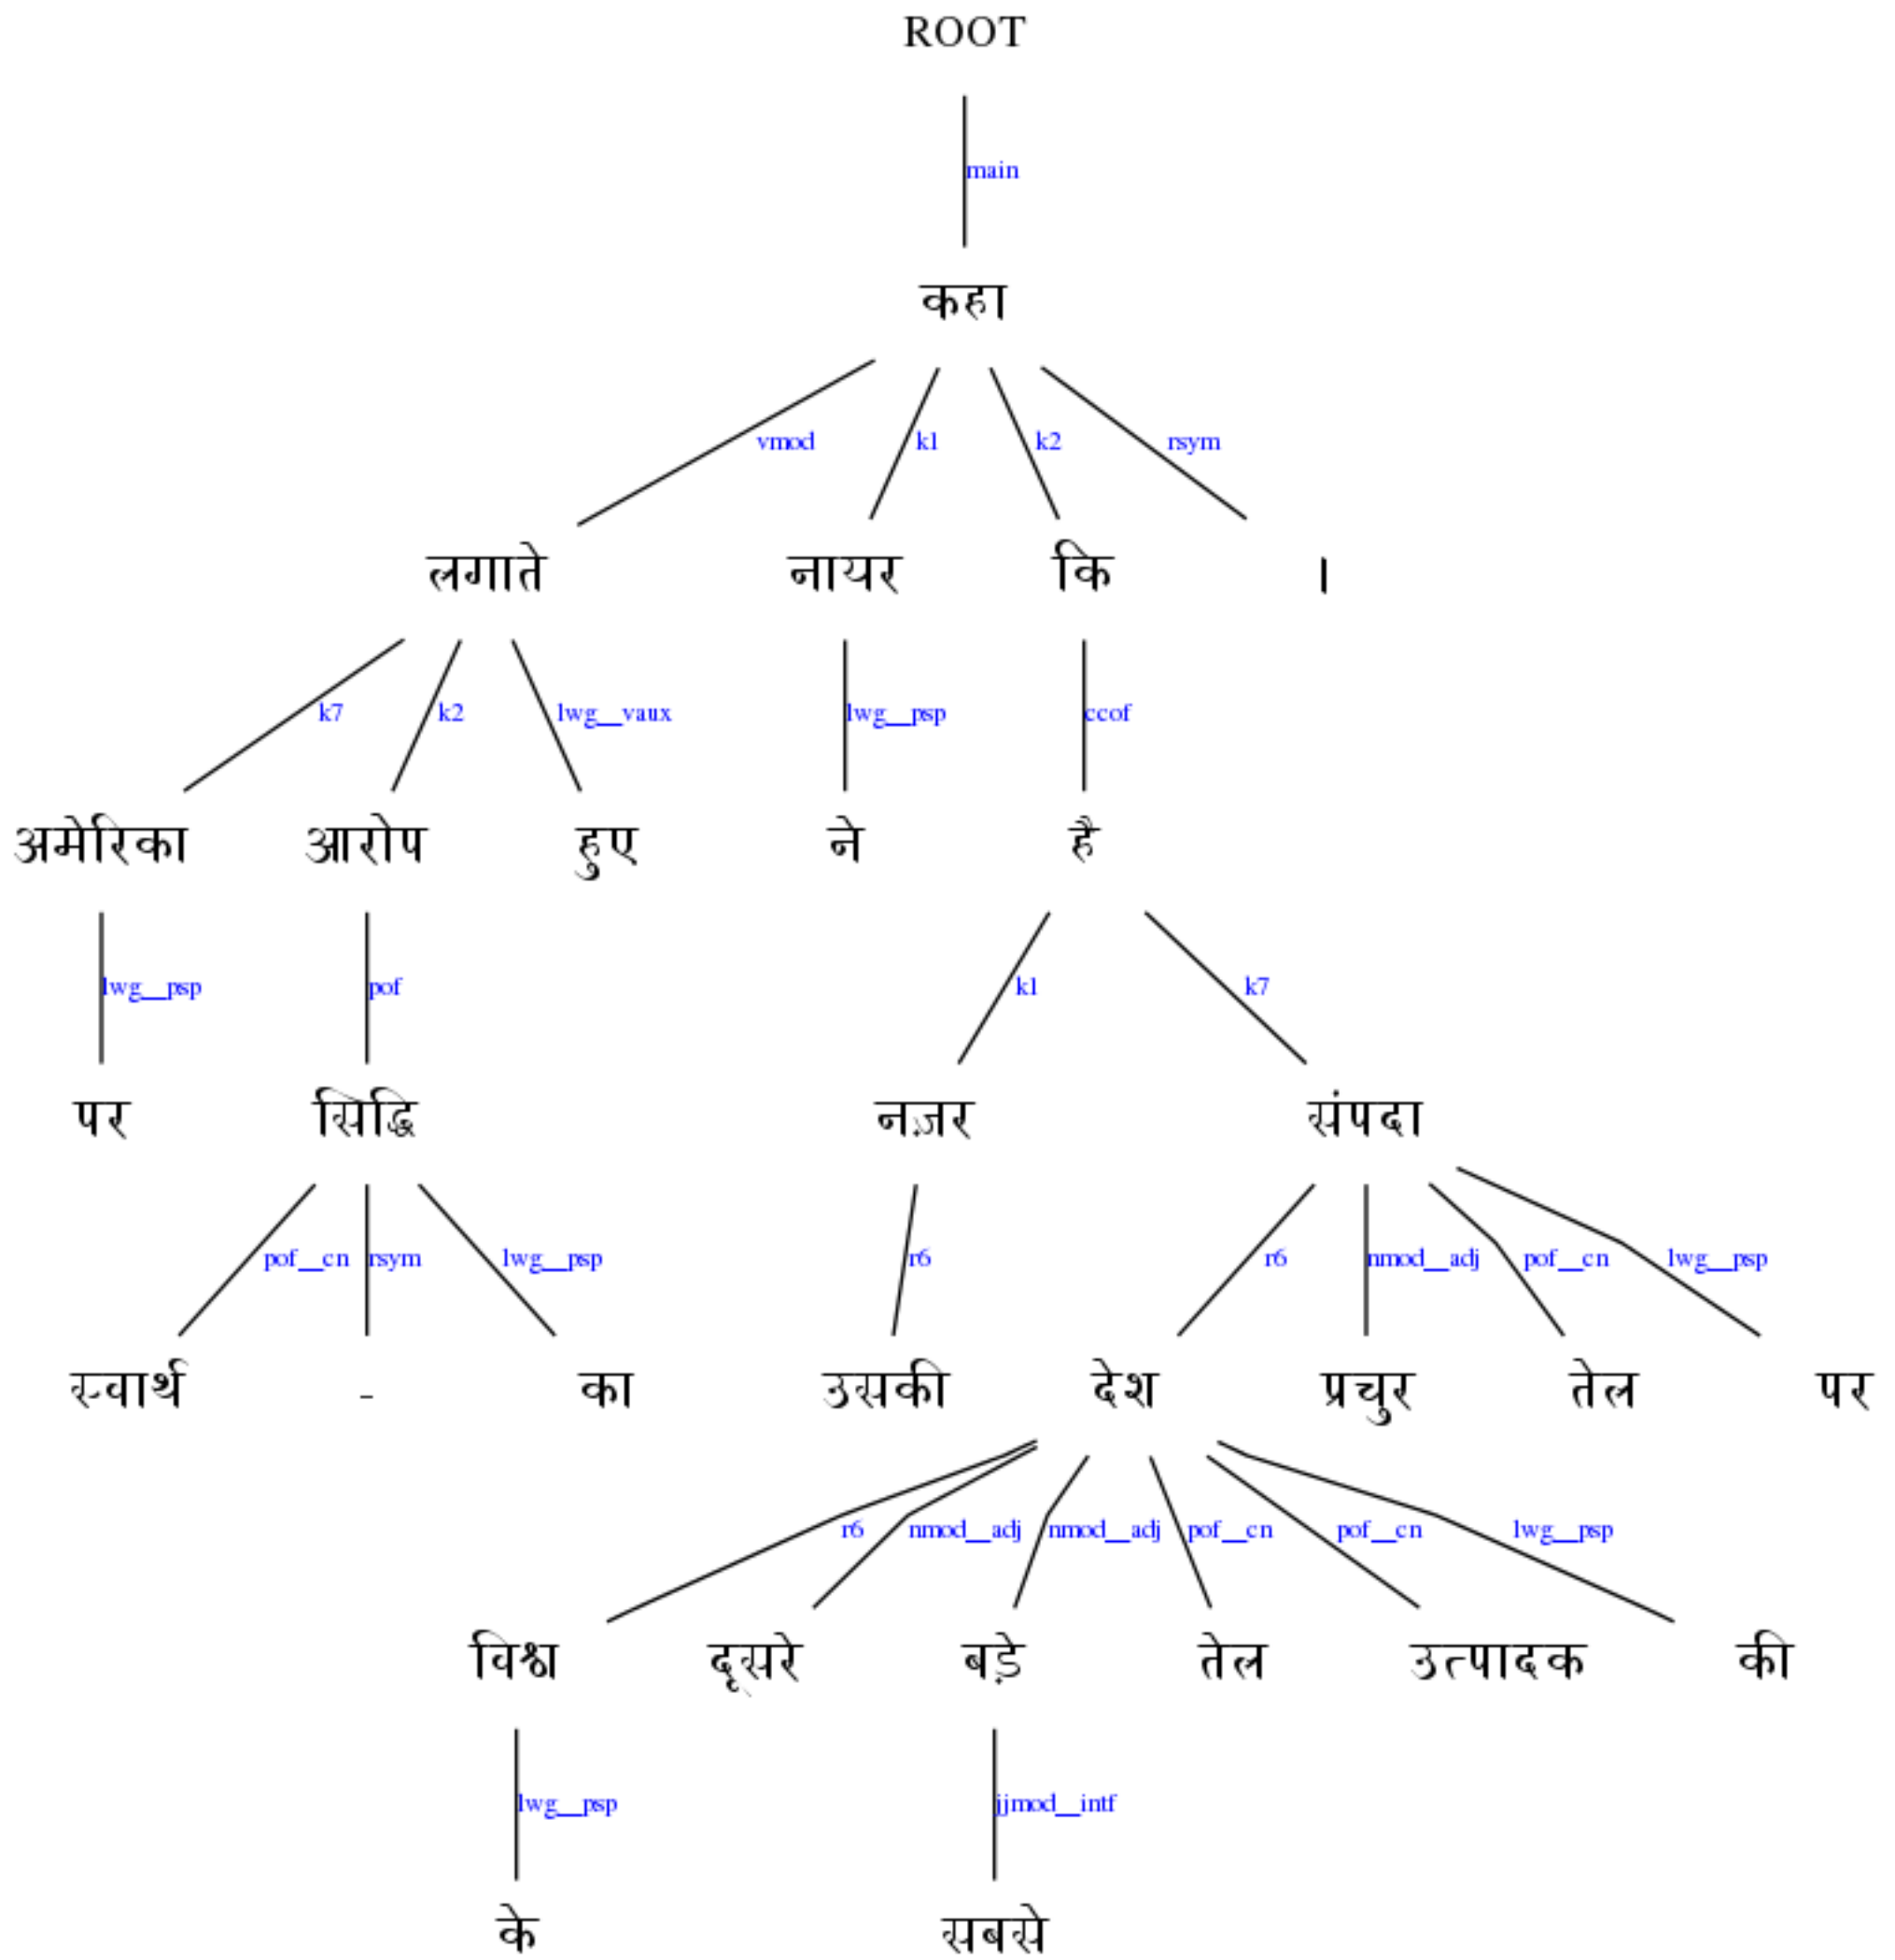 ROOT
main
कहा
vmod k1 k2 rsym
लगाते नायर कि ।
k7 k2 lwg__vaux lwg__psp ccof
अमेरिका आरोप हुए ने है
lwg__psp pof k1 k7
पर सिद्धि नज़र संपदा
pof__cn rsym lwg__psp r6 r6 nmod__adj pof__cn lwg__psp
स्वार्थ - का उसकी देश प्रचुर तेल पर
r6 nmod__adj nmod__adj pof__cn pof__cn lwg__psp
विश्व दूसरे बड़े तेल उत्पादक की
lwg__psp jjmod__intf
के सबसे